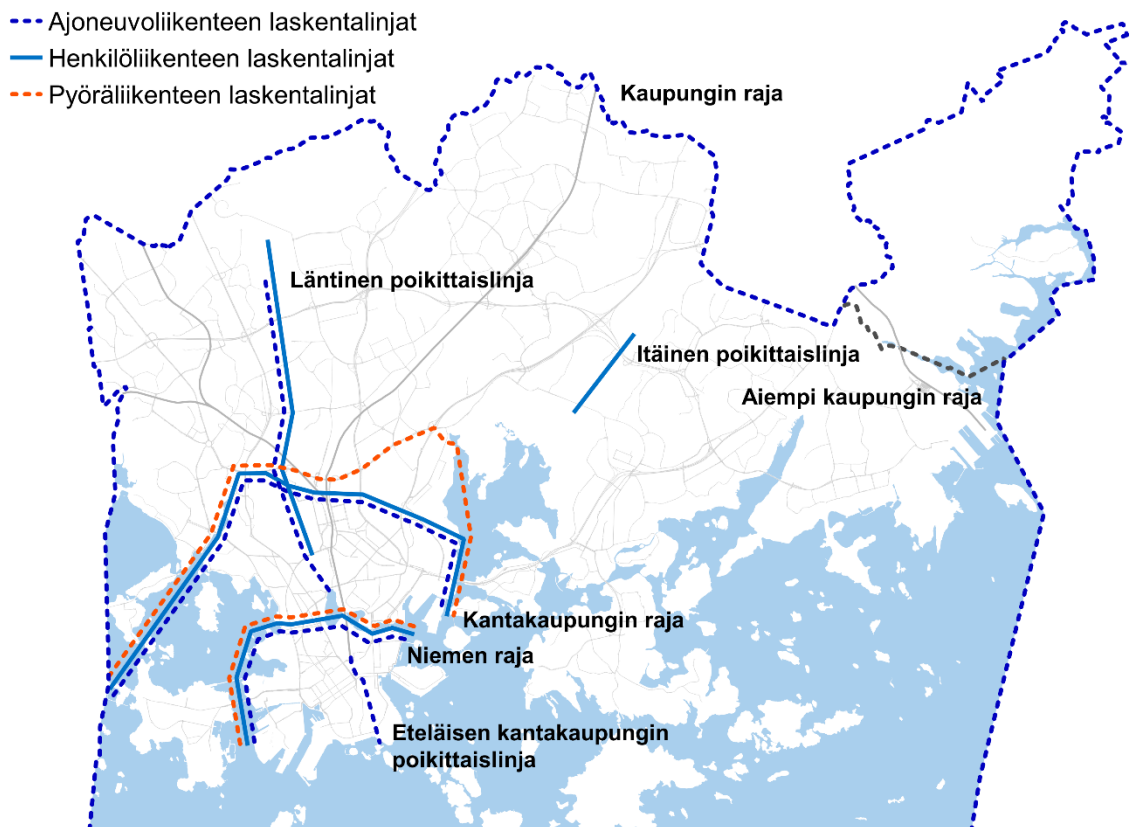 Ajoneuvoliikenteen laskentalinjat
Henkilöliikenteen laskentalinjat
Pyöräliikenteen laskentalinjat
Kaupungin raja
Läntinen poikittaislinja
Itäinen poikittaislinja
Aiempi kaupungin raja
Kantakaupungin raja
Niemen raja
Eteläisen kantakaupungin
poikittaislinja